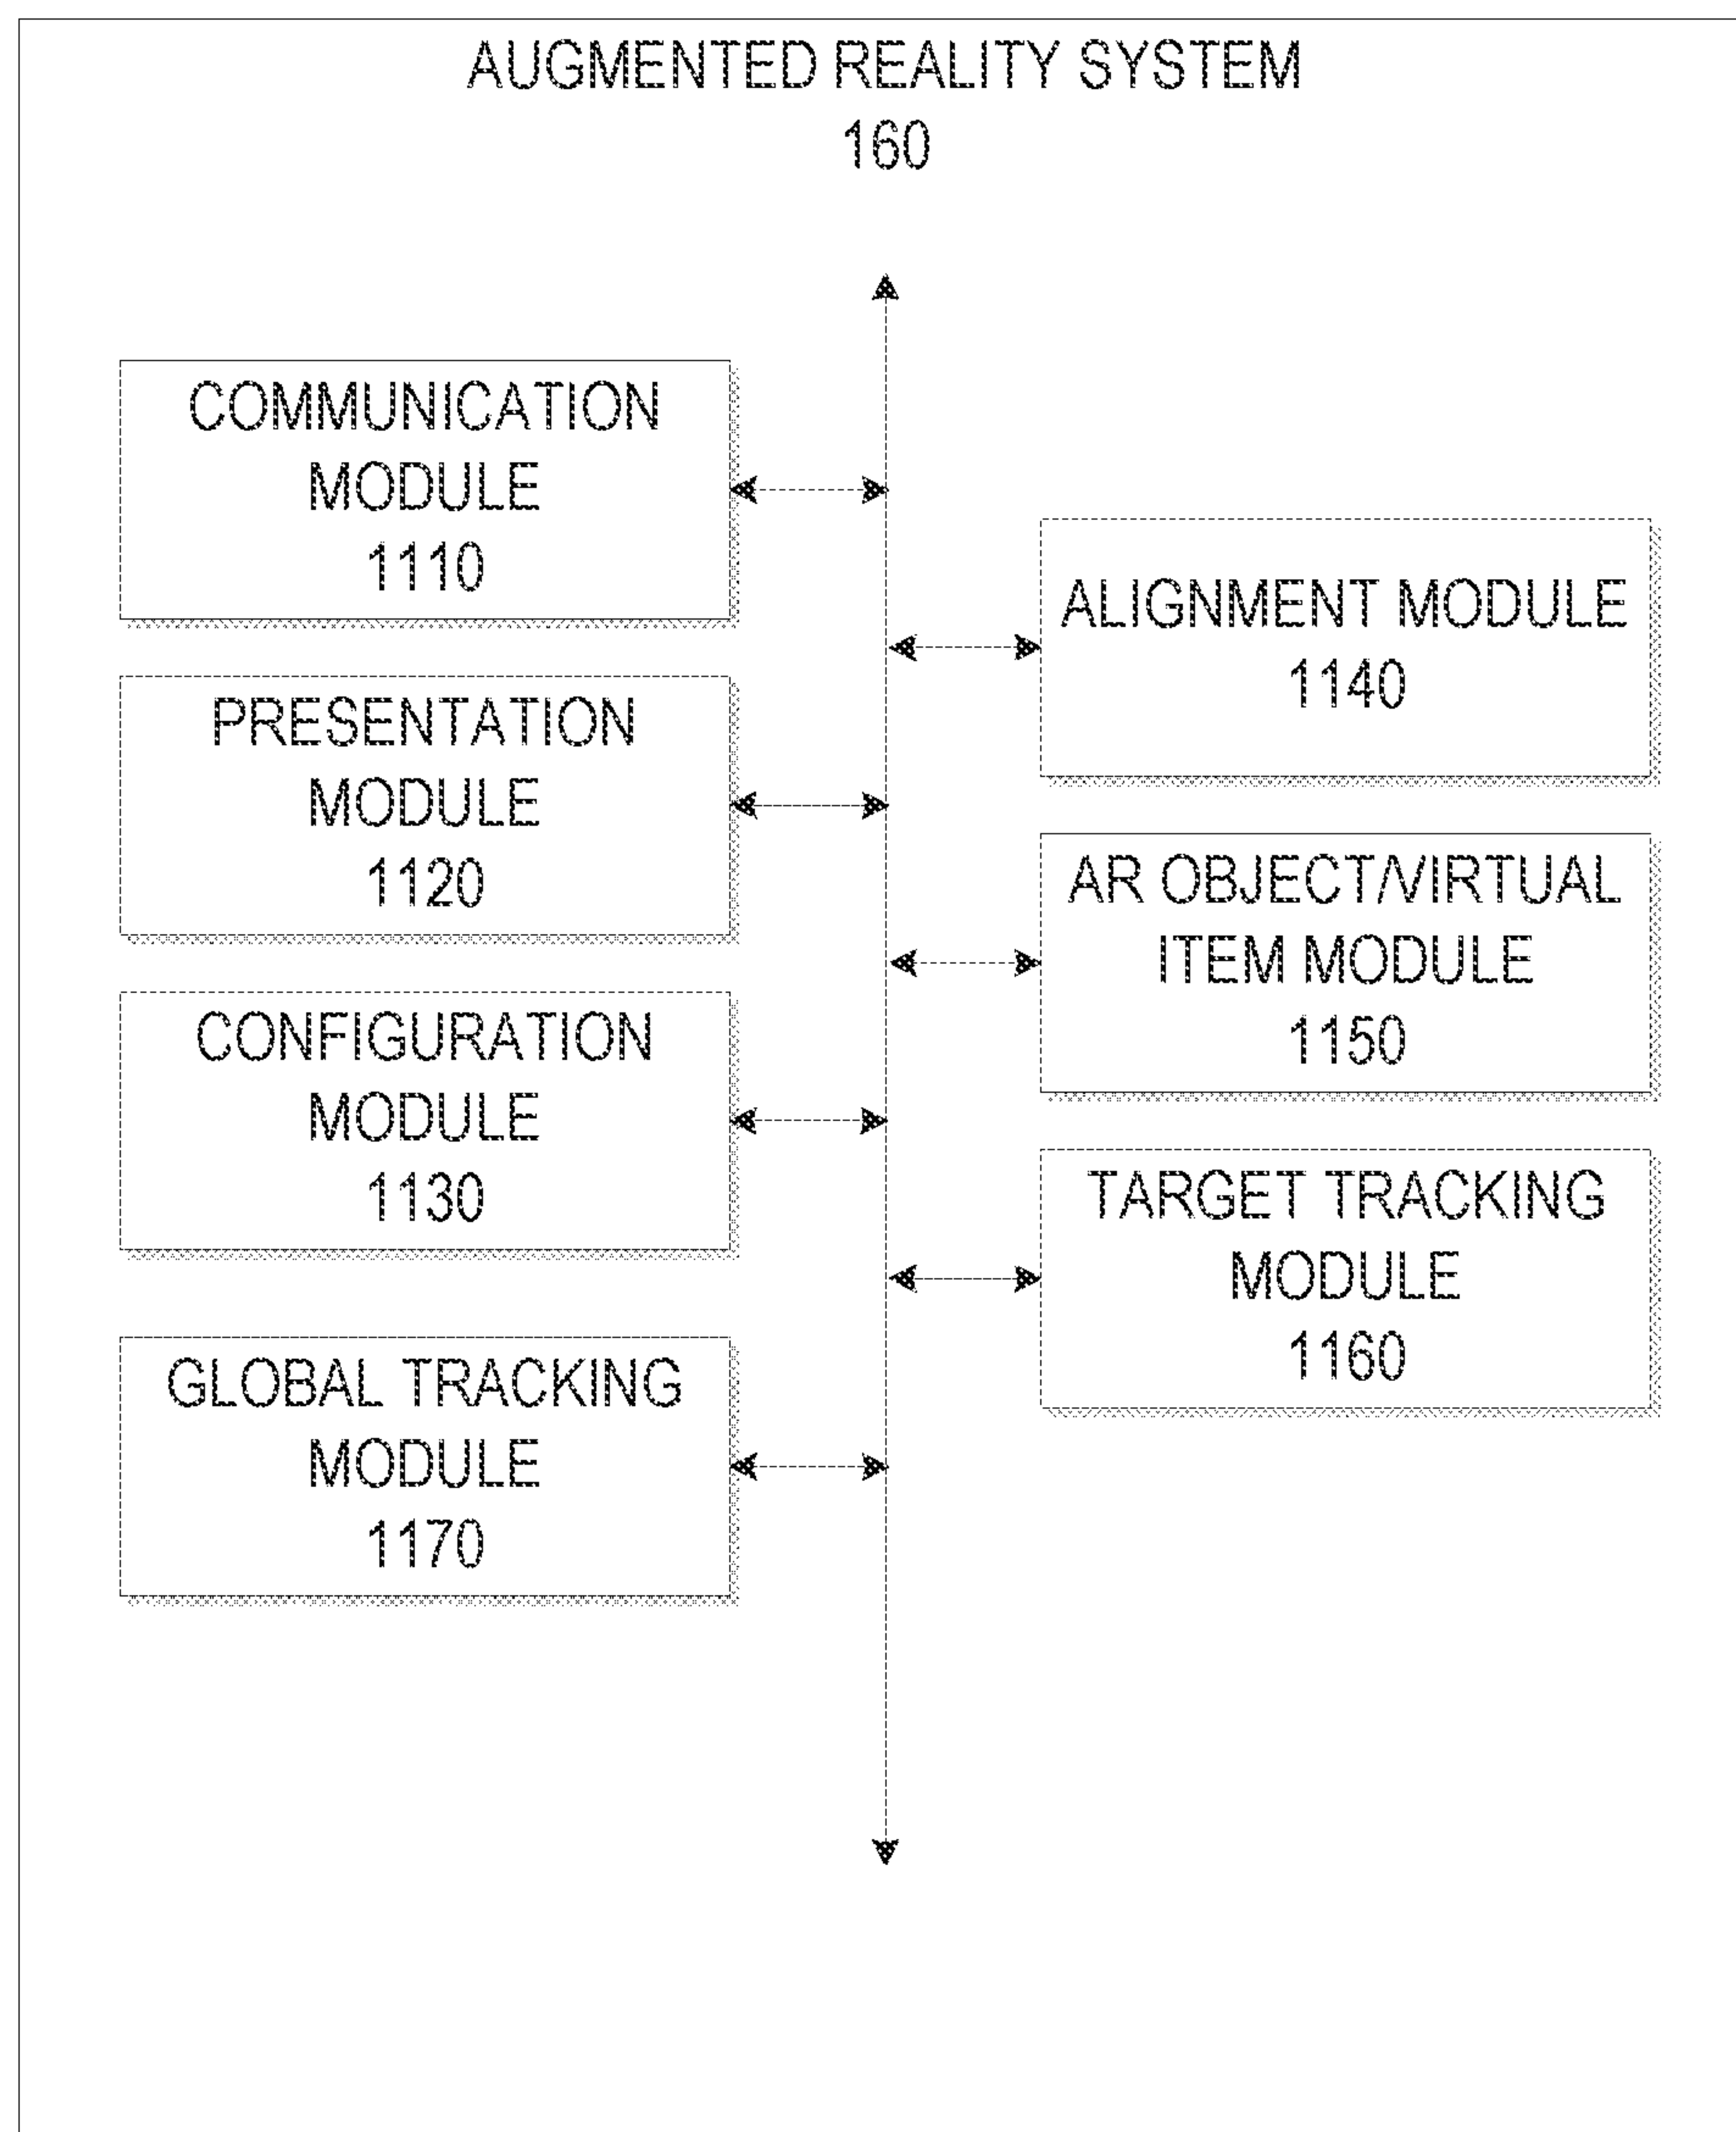 AUGMENTED REALITY SYSTEM
160
COMMUNICATION
MODULE
1110
PRESENTATION
MODULE
1120
CONFIGURATION
MODULE
1130
GLOBAL TRACKING
MODULE
1170
ALIGNMENT MODULE
1140
AR OBJECT/VIRTUAL
ITEM MODULE
1150
TARGET TRACKING
MODULE
1160